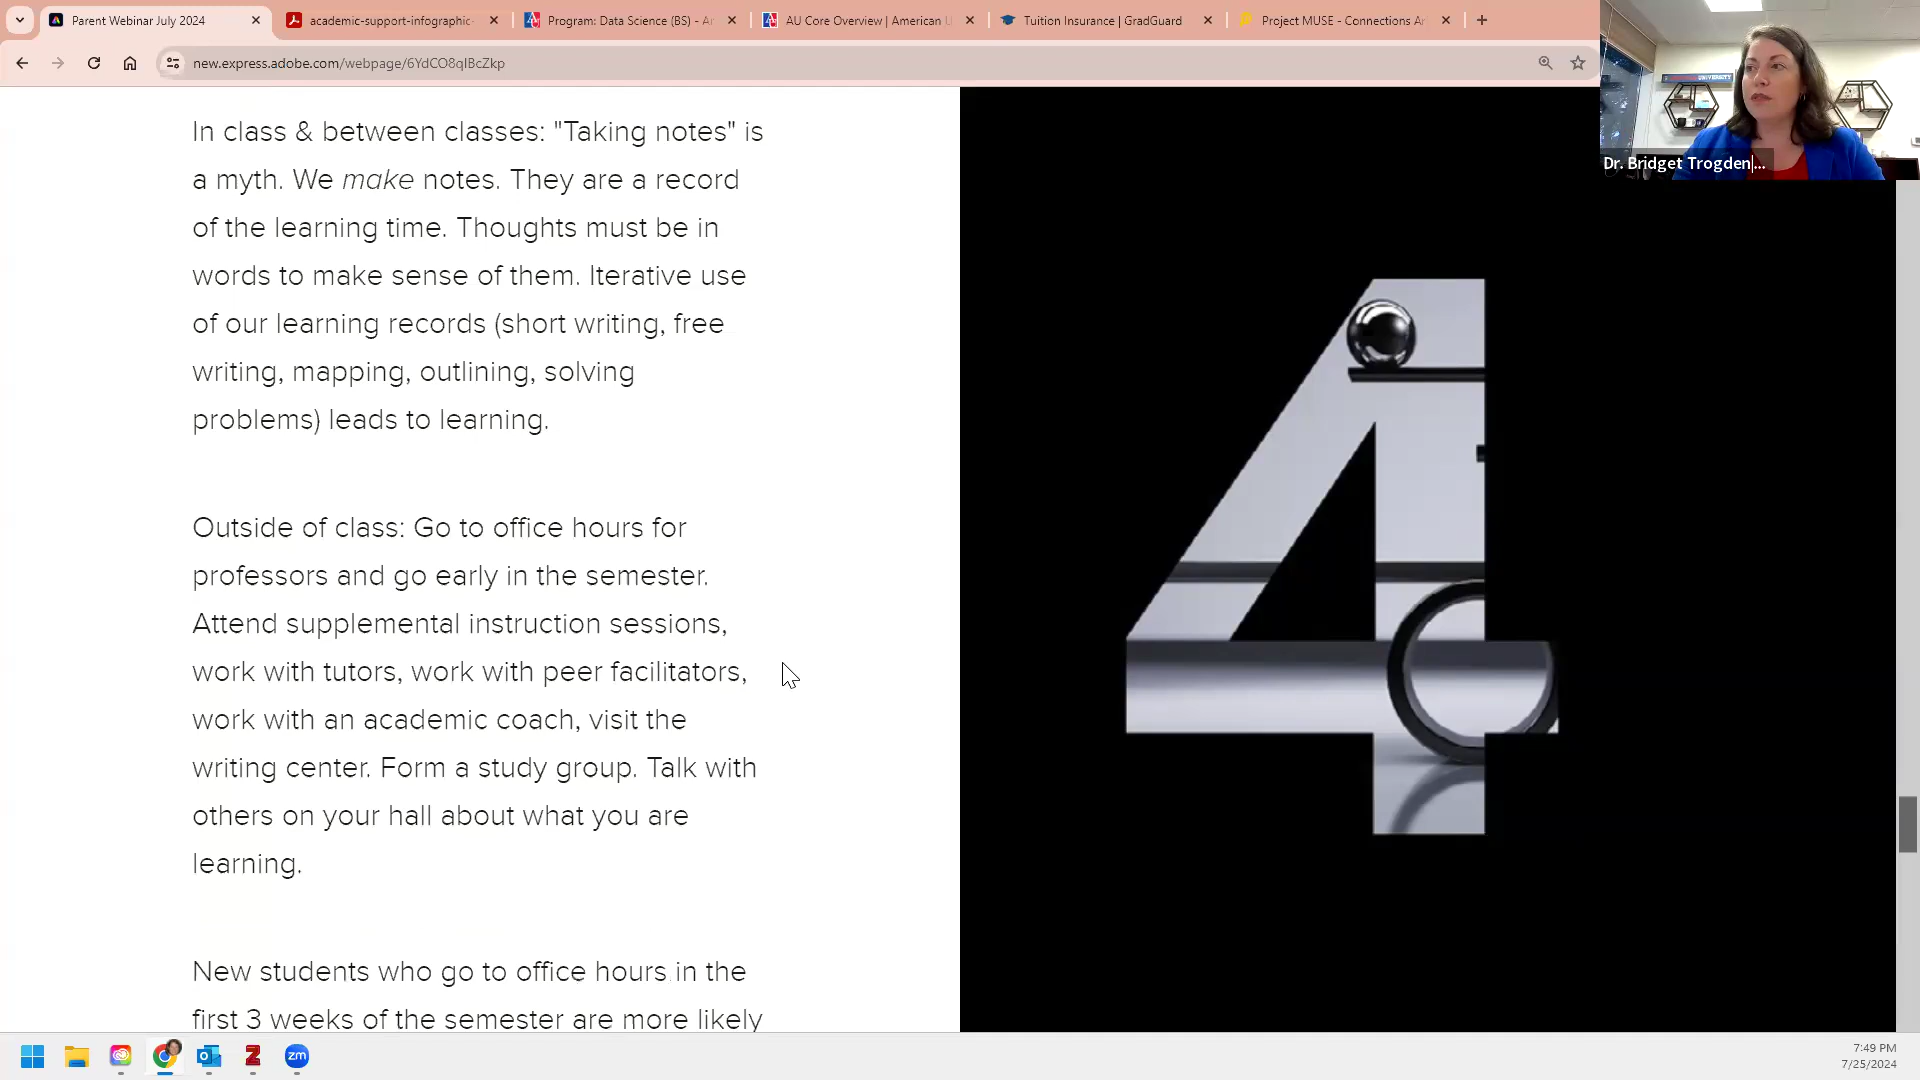 Parent Webinar July 2024
academic-support-infographic-
Program: Data Science (BS) - Ar
AU Core Overview | American U
Tuition Insurance | GradGuard
Project MUSE - Connections Ar
new.express.adobe.com/webpage/6YdCO8qIBcZkp
UNIVERSITY
Dr. Bridget Trogden|...
In class & between classes: "Taking notes" is
a myth. We make notes. They are a record
of the learning time. Thoughts must be in
words to make sense of them. Iterative use
of our learning records (short writing, free
writing, mapping, outlining, solving
problems) leads to learning.
Outside of class: Go to office hours for
professors and go early in the semester.
Attend supplemental instruction sessions,
work with tutors, work with peer facilitators,
work with an academic coach, visit the
writing center. Form a study group. Talk with
others on your hall about what you are
learning.
New students who go to office hours in the
first 3 weeks of the semester are more likely
4
zm
7:49 PM
7/25/2024